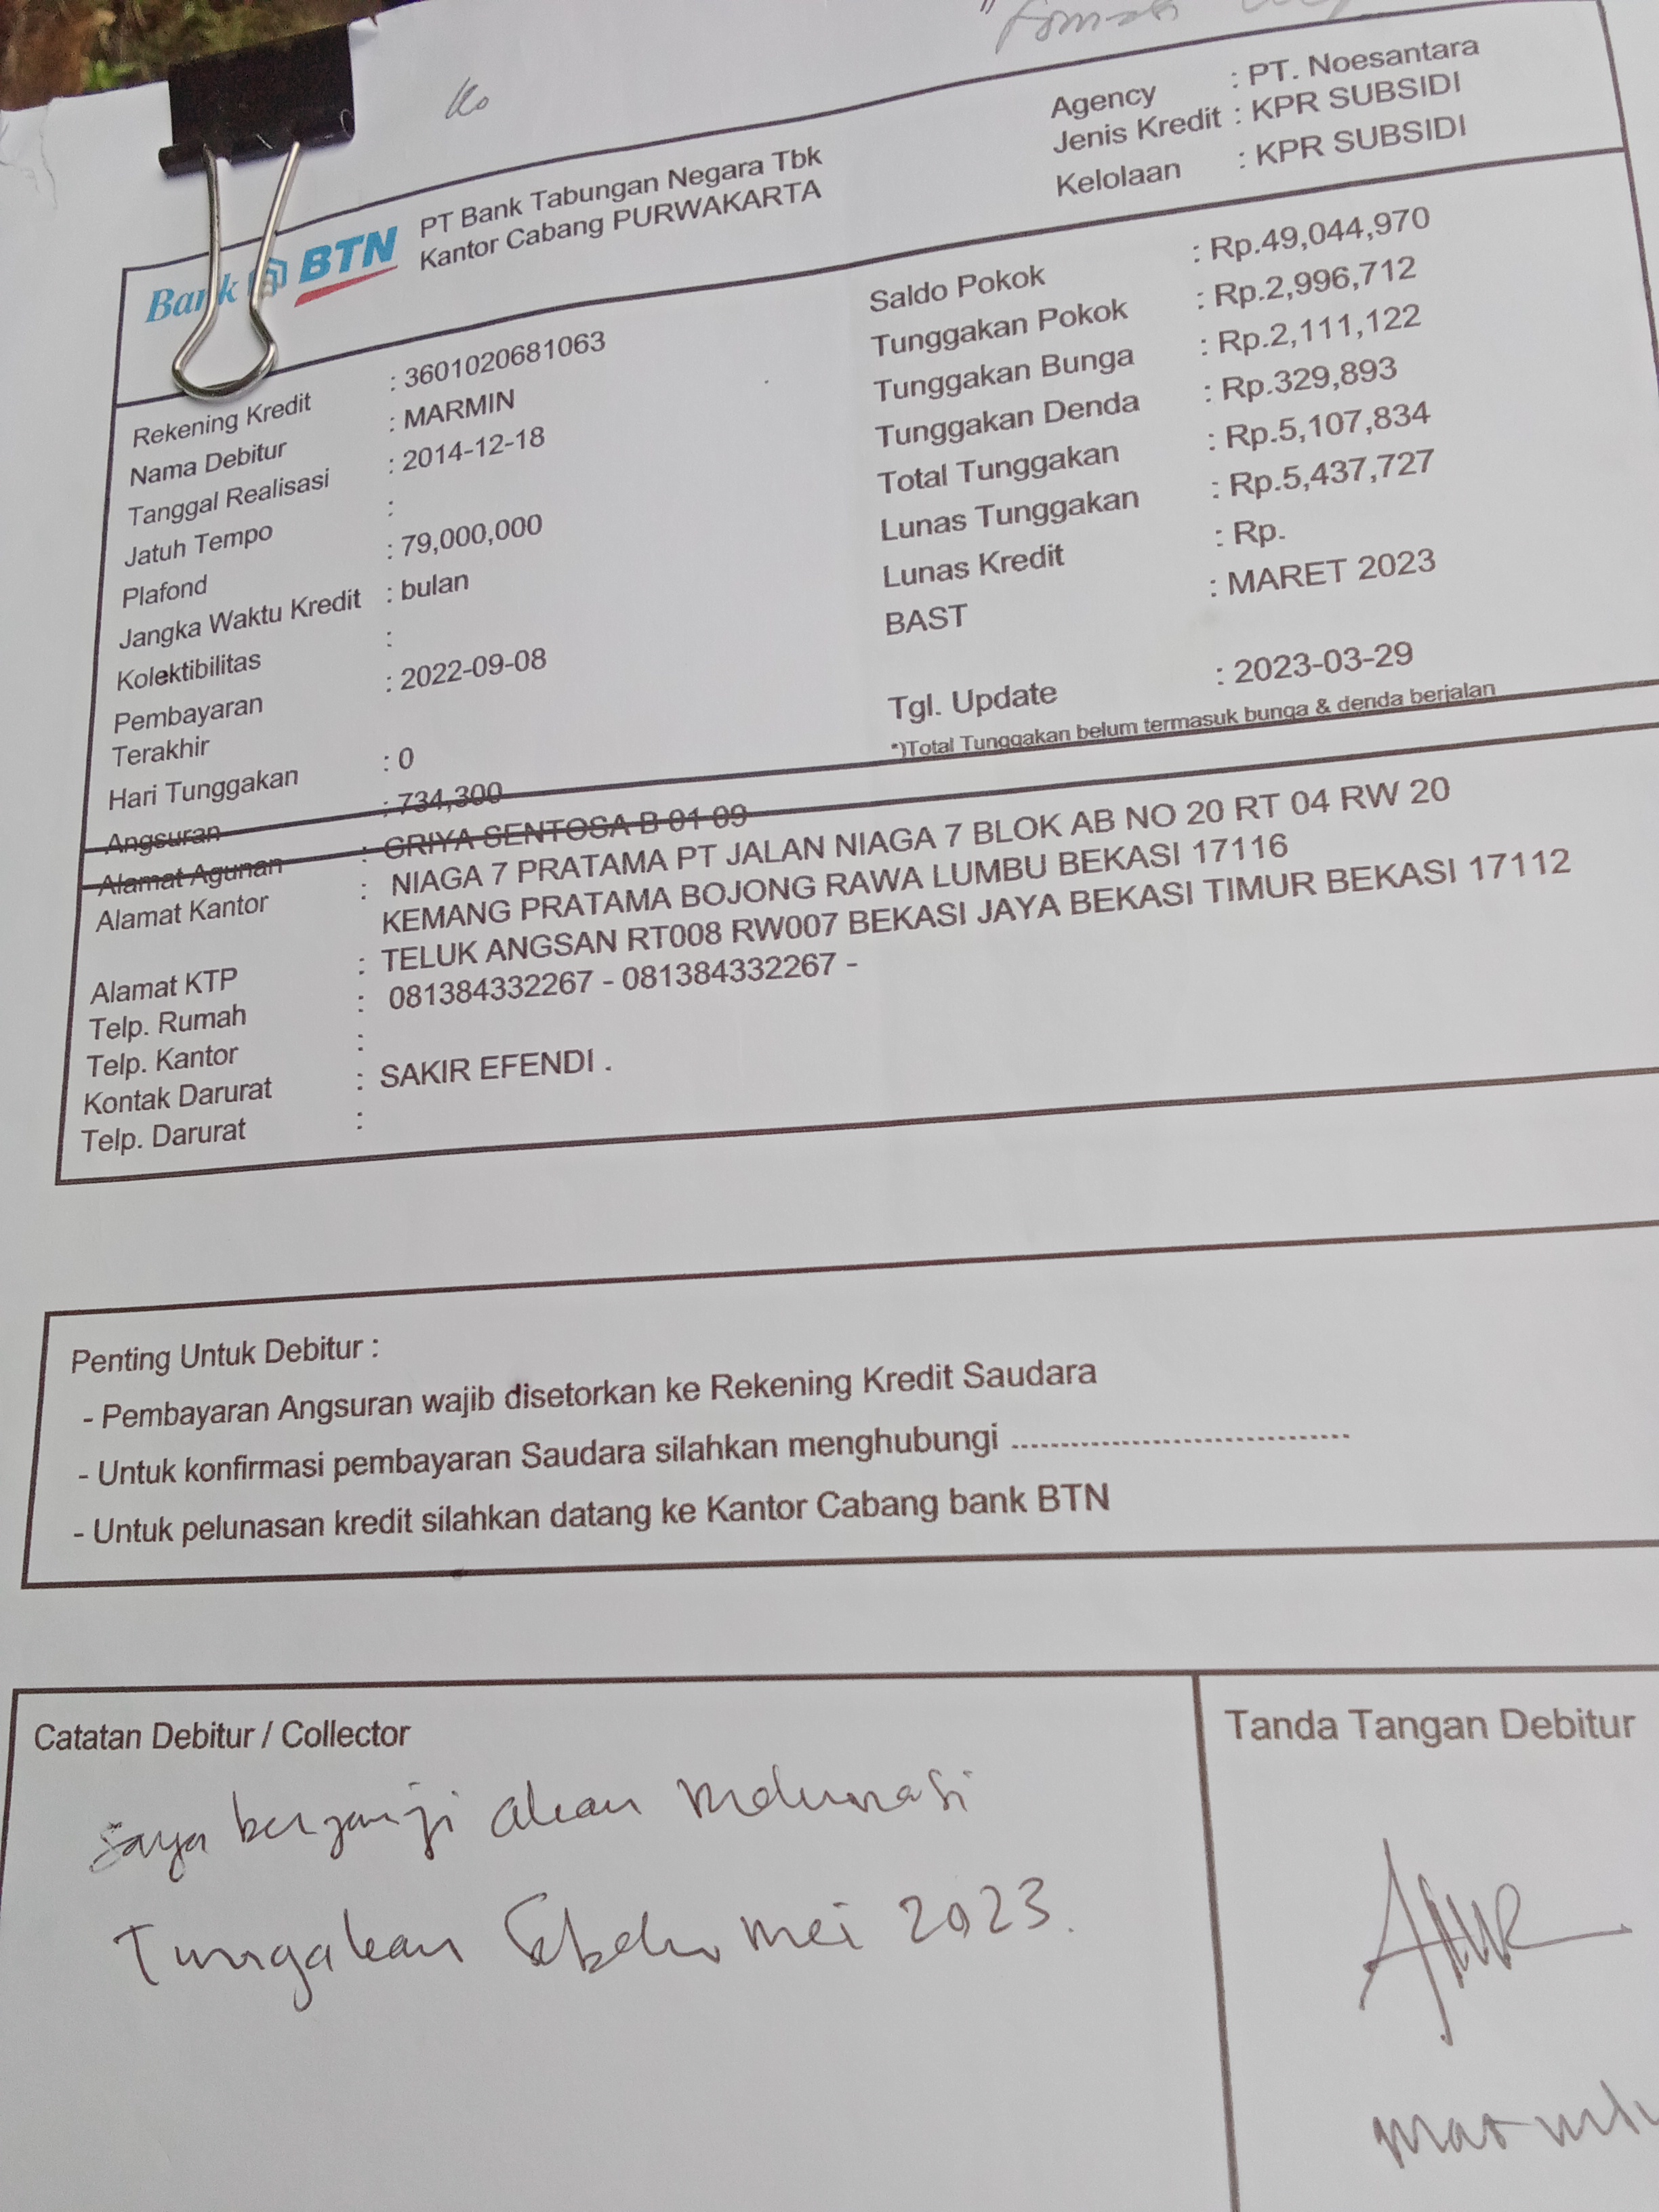 Ko
Bank BTN
PT Bank Tabungan Negara Tbk
Kantor Cabang PURWAKARTA
Agency : PT. Noesantara
Jenis Kredit : KPR SUBSIDI
Kelolaan : KPR SUBSIDI
Rekening Kredit : 3601020681063
Nama Debitur : MARMIN
Tanggal Realisasi : 2014-12-18
Jatuh Tempo :
Plafond : 79,000,000
Jangka Waktu Kredit : bulan
Kolektibilitas :
Pembayaran Terakhir : 2022-09-08
Hari Tunggakan : 0
Angsuran : 734,300
Saldo Pokok : Rp.49,044,970
Tunggakan Pokok : Rp.2,996,712
Tunggakan Bunga : Rp.2,111,122
Tunggakan Denda : Rp.329,893
Total Tunggakan : Rp.5,107,834
Lunas Tunggakan : Rp.5,437,727
Lunas Kredit : Rp.
BAST : MARET 2023
Tgl. Update : 2023-03-29
*)Total Tunggakan belum termasuk bunga & denda berjalan
Alamat Agunan : GRIYA SENTOSA B 01 09
Alamat Kantor : NIAGA 7 PRATAMA PT JALAN NIAGA 7 BLOK AB NO 20 RT 04 RW 20
KEMANG PRATAMA BOJONG RAWA LUMBU BEKASI 17116
Alamat KTP : TELUK ANGSAN RT008 RW007 BEKASI JAYA BEKASI TIMUR BEKASI 17112
Telp. Rumah : 081384332267 - 081384332267 -
Telp. Kantor :
Kontak Darurat : SAKIR EFENDI .
Telp. Darurat :
Penting Untuk Debitur :
- Pembayaran Angsuran wajib disetorkan ke Rekening Kredit Saudara
- Untuk konfirmasi pembayaran Saudara silahkan menghubungi ..................................
- Untuk pelunasan kredit silahkan datang ke Kantor Cabang bank BTN
Catatan Debitur / Collector
Tanda Tangan Debitur
Saya berjanji akan melunasi
Tungakan mei 2023.